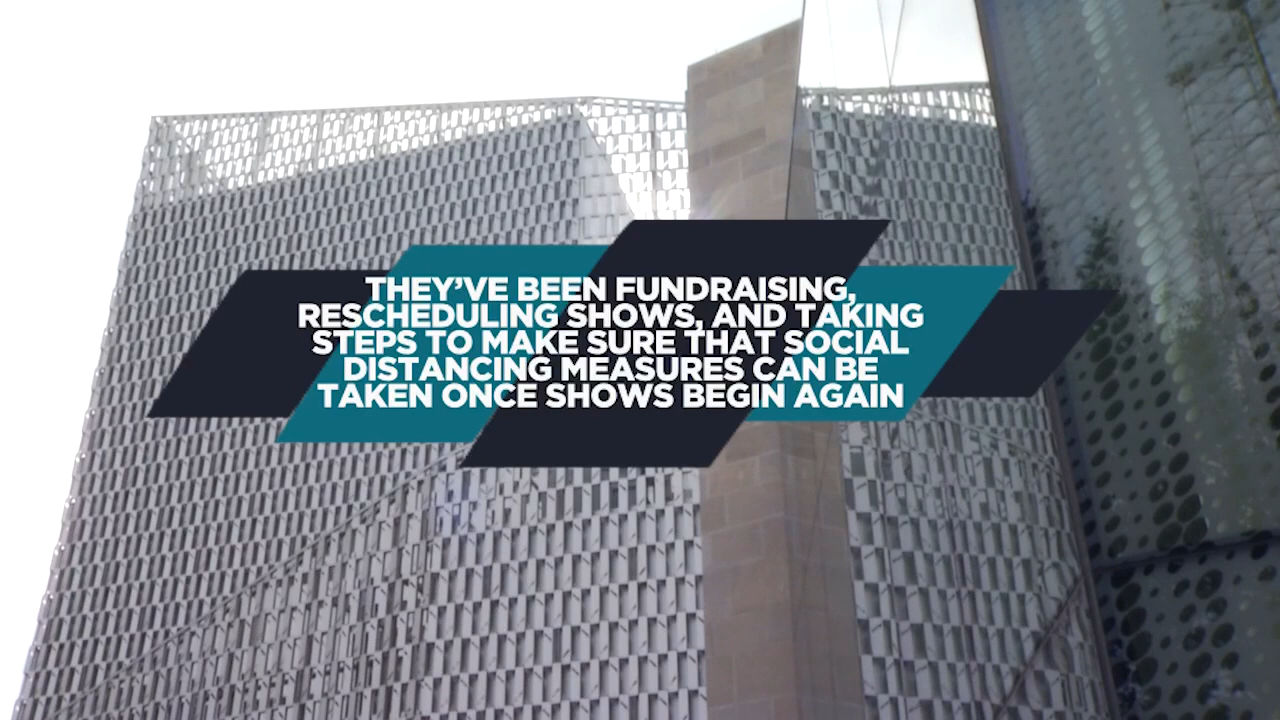 THEY'VE BEEN FUNDRAISING,
RESCHEDULING SHOWS, AND TAKING
STEPS TO MAKE SURE THAT SOCIAL
DISTANCING MEASURES CAN BE
TAKEN ONCE SHOWS BEGIN AGAIN